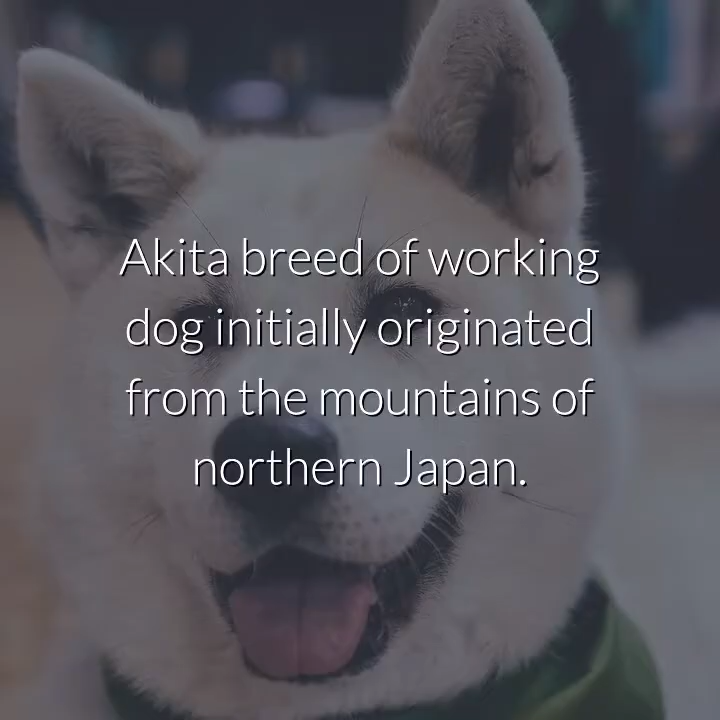 Akita breed of working
dog initially originated
from the mountains of
northern Japan.